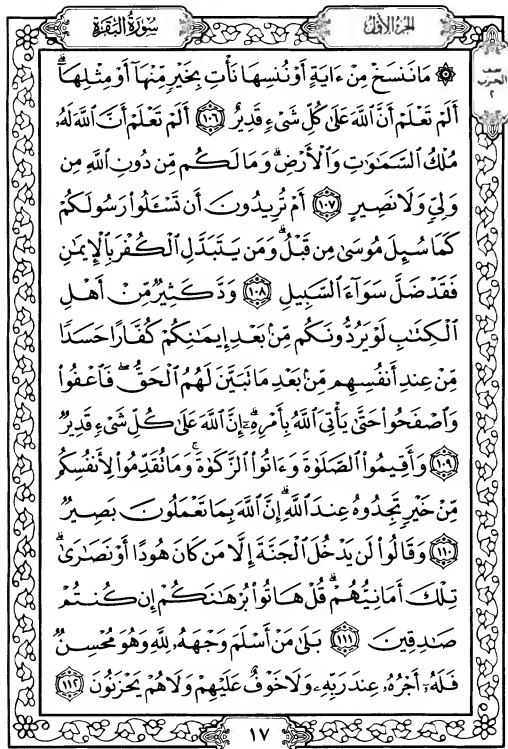 سُورَةُ البَقَرَةِ الجُزْءُ الأَوَّلُ
نصف
الحزب
٢
۞ مَا نَنسَخْ مِنْ ءَايَةٍ أَوْ نُنسِهَا نَأْتِ بِخَيْرٍ مِّنْهَآ أَوْ مِثْلِهَآۗ
أَلَمْ تَعْلَمْ أَنَّ ٱللَّهَ عَلَىٰ كُلِّ شَىْءٍ قَدِيرٌ ١٠٦ أَلَمْ تَعْلَمْ أَنَّ ٱللَّهَ لَهُۥ
مُلْكُ ٱلسَّمَٰوَٰتِ وَٱلْأَرْضِۗ وَمَا لَكُم مِّن دُونِ ٱللَّهِ مِن
وَلِىٍّ وَلَا نَصِيرٍ ١٠٧ أَمْ تُرِيدُونَ أَن تَسْـَٔلُوا۟ رَسُولَكُمْ
كَمَا سُئِلَ مُوسَىٰ مِن قَبْلُۗ وَمَن يَتَبَدَّلِ ٱلْكُفْرَ بِٱلْإِيمَٰنِ
فَقَدْ ضَلَّ سَوَآءَ ٱلسَّبِيلِ ١٠٨ وَدَّ كَثِيرٌ مِّنْ أَهْلِ
ٱلْكِتَٰبِ لَوْ يَرُدُّونَكُم مِّنۢ بَعْدِ إِيمَٰنِكُمْ كُفَّارًا حَسَدًا
مِّنْ عِندِ أَنفُسِهِم مِّنۢ بَعْدِ مَا تَبَيَّنَ لَهُمُ ٱلْحَقُّۖ فَٱعْفُوا۟
وَٱصْفَحُوا۟ حَتَّىٰ يَأْتِىَ ٱللَّهُ بِأَمْرِهِۦٓۗ إِنَّ ٱللَّهَ عَلَىٰ كُلِّ شَىْءٍ قَدِيرٌ
١٠٩ وَأَقِيمُوا۟ ٱلصَّلَوٰةَ وَءَاتُوا۟ ٱلزَّكَوٰةَۚ وَمَا تُقَدِّمُوا۟ لِأَنفُسِكُم
مِّنْ خَيْرٍ تَجِدُوهُ عِندَ ٱللَّهِۗ إِنَّ ٱللَّهَ بِمَا تَعْمَلُونَ بَصِيرٌ
١١٠ وَقَالُوا۟ لَن يَدْخُلَ ٱلْجَنَّةَ إِلَّا مَن كَانَ هُودًا أَوْ نَصَٰرَىٰۗ
تِلْكَ أَمَانِيُّهُمْۗ قُلْ هَاتُوا۟ بُرْهَٰنَكُمْ إِن كُنتُمْ
صَٰدِقِينَ ١١١ بَلَىٰ مَنْ أَسْلَمَ وَجْهَهُۥ لِلَّهِ وَهُوَ مُحْسِنٌ
فَلَهُۥٓ أَجْرُهُۥ عِندَ رَبِّهِۦ وَلَا خَوْفٌ عَلَيْهِمْ وَلَا هُمْ يَحْزَنُونَ ١١٢
١٧